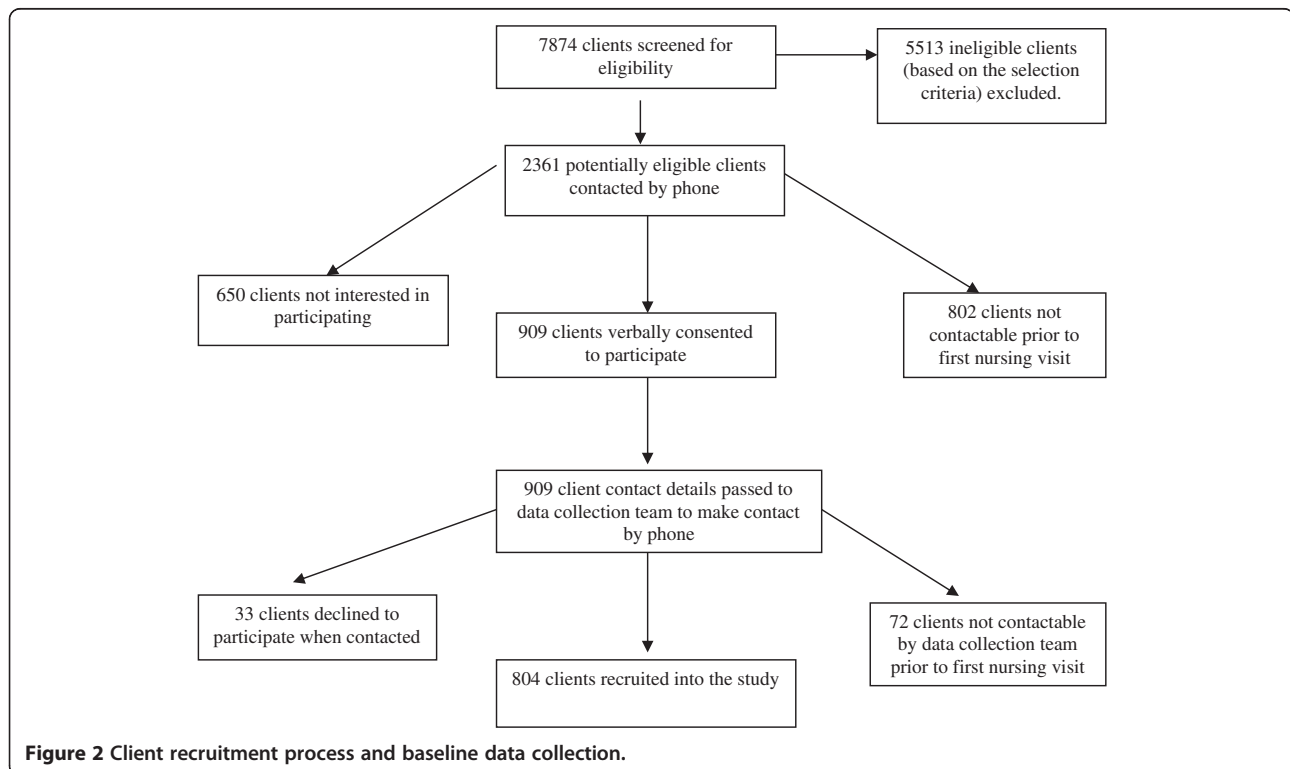 7874 clients screened for
eligibility
5513 ineligible clients
(based on the selection
criteria) excluded.
2361 potentially eligible clients
contacted by phone
650 clients not interested in
participating
909 clients verbally consented
to participate
802 clients not
contactable prior to
first nursing visit
909 client contact details passed to
data collection team to make contact
by phone
33 clients declined to
participate when contacted
804 clients recruited into the study
72 clients not contactable
by data collection team
prior to first nursing visit
Figure 2 Client recruitment process and baseline data collection.